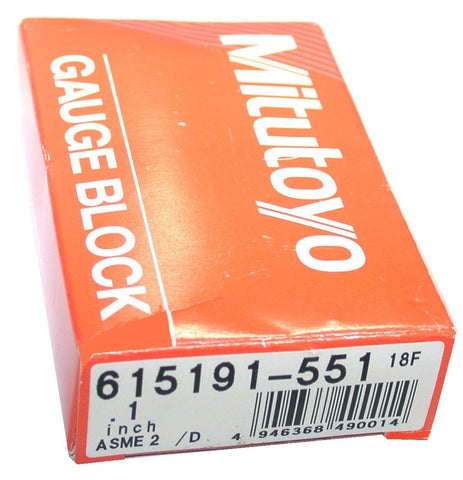 Mitutoyo
GAUGE BLOCK
615191-551 18F
.1
inch
ASME 2 /D 4 946368 490014